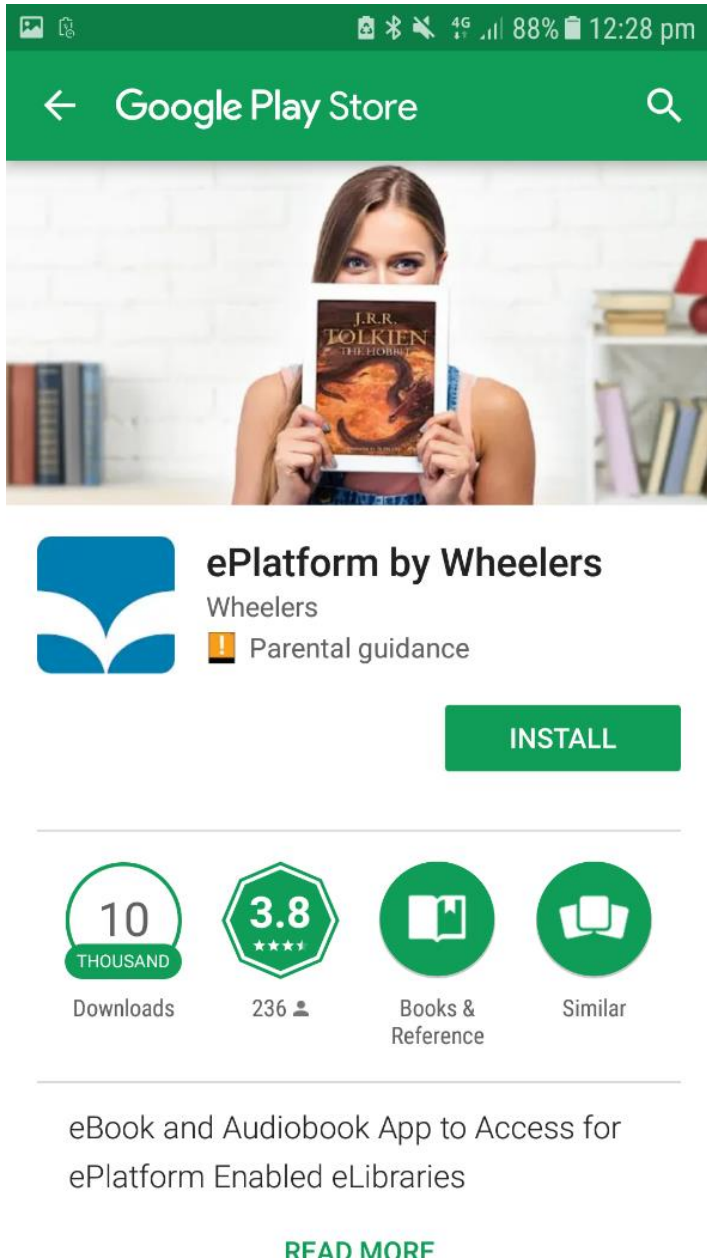 4G 88% 12:28 pm
Google Play Store
J.R.R.
TOLKIEN
THE HOBBIT
ePlatform by Wheelers
Wheelers
! Parental guidance
INSTALL
10
THOUSAND
Downloads
3.8
236
Books &
Reference
Similar
eBook and Audiobook App to Access for
ePlatform Enabled eLibraries
READ MORE